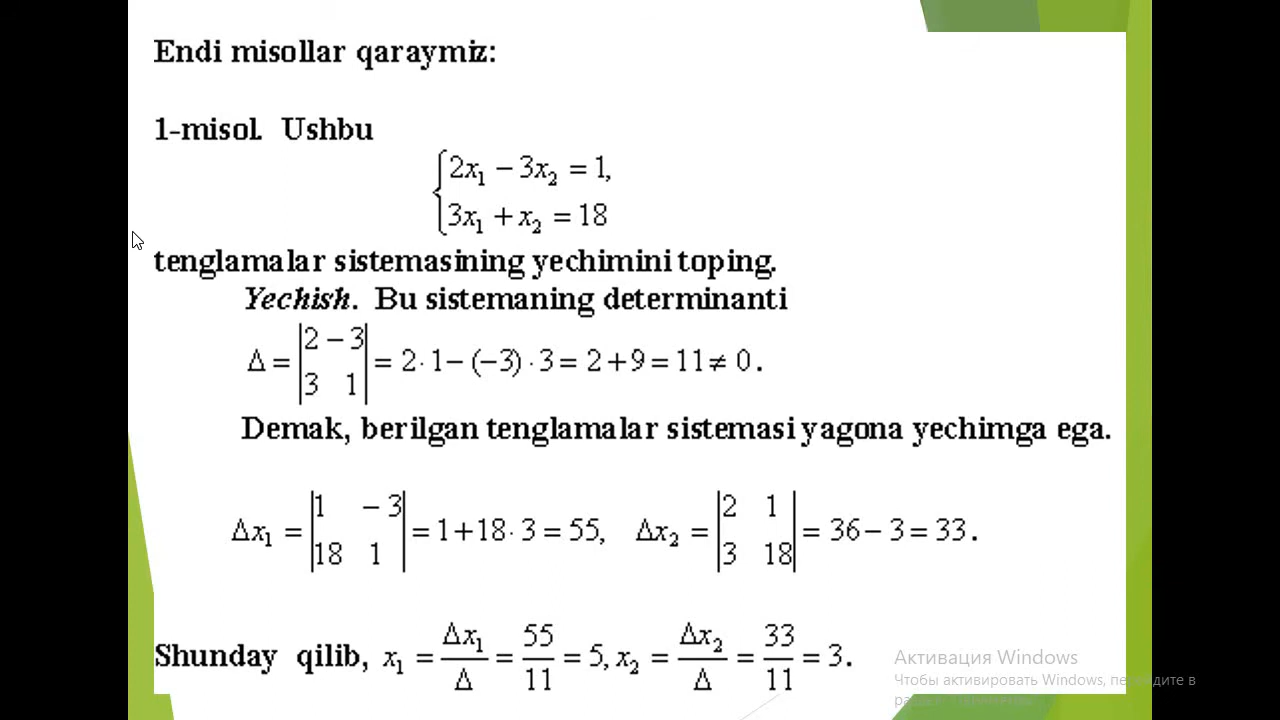 Endi misollar qaraymiz:
1-misol. Ushbu
{2x₁ − 3x₂ = 1,
3x₁ + x₂ = 18
tenglamalar sistemasining yechimini toping.
Yechish. Bu sistemaning determinanti
Δ = |2 −3; 3 1| = 2·1−(−3)·3 = 2+9 = 11 ≠ 0.
Demak, berilgan tenglamalar sistemasi yagona yechimga ega.
Δx₁ = |1 −3; 18 1| = 1+18·3 = 55, Δx₂ = |2 1; 3 18| = 36−3 = 33.
Shunday qilib, x₁ = Δx₁/Δ = 55/11 = 5, x₂ = Δx₂/Δ = 33/11 = 3.
Активация Windows
Чтобы активировать Windows, перейдите в